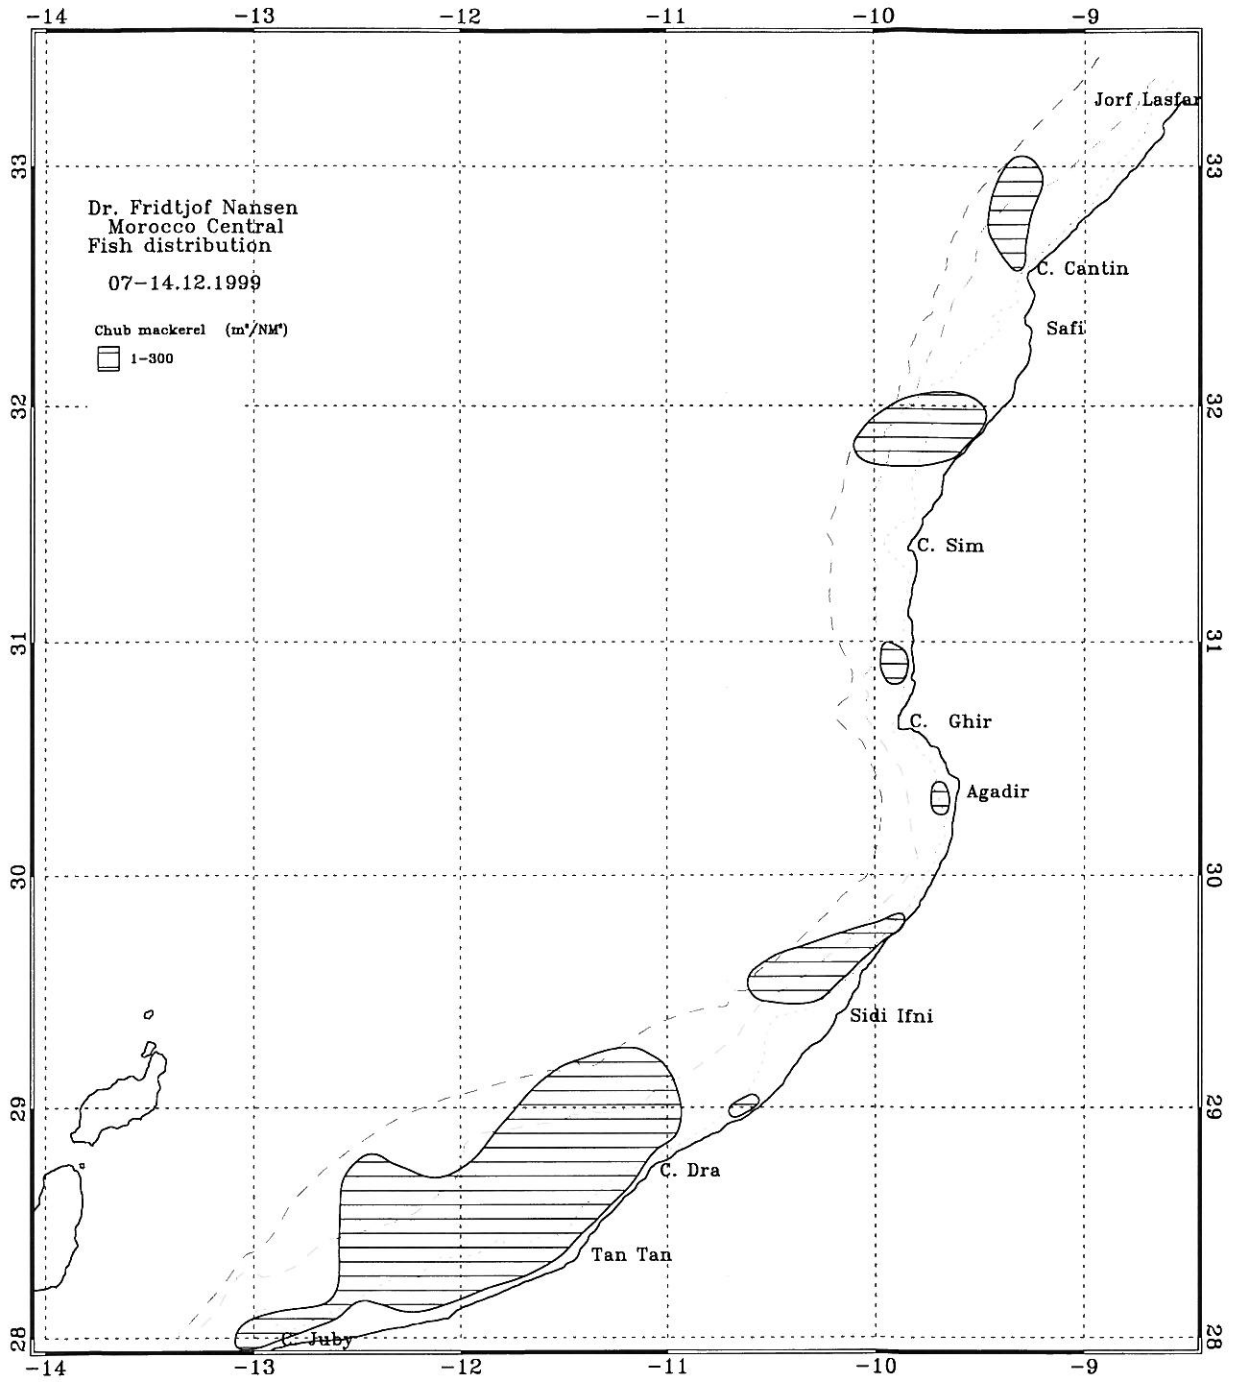 -14 -13 -12 -11 -10 -9
Jorf Lasfar
33 33
Dr. Fridtjof Nansen
Morocco Central
Fish distribution
C. Cantin
07-14.12.1999
Safi
Chub mackerel (m²/NM²)
1-300
32 32
C. Sim
31 31
C. Ghir
Agadir
30 30
Sidi Ifni
29 29
C. Dra
Tan Tan
28 C. Juby 28
-14 -13 -12 -11 -10 -9